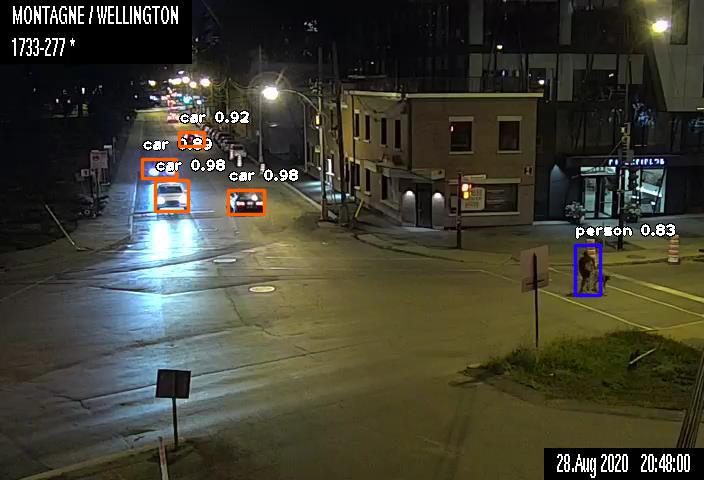 MONTAGNE / WELLINGTON
1733-277 *
car 0.92
car 0.89
car 0.98
car 0.98
person 0.83
28.Aug 2020 20:48:00